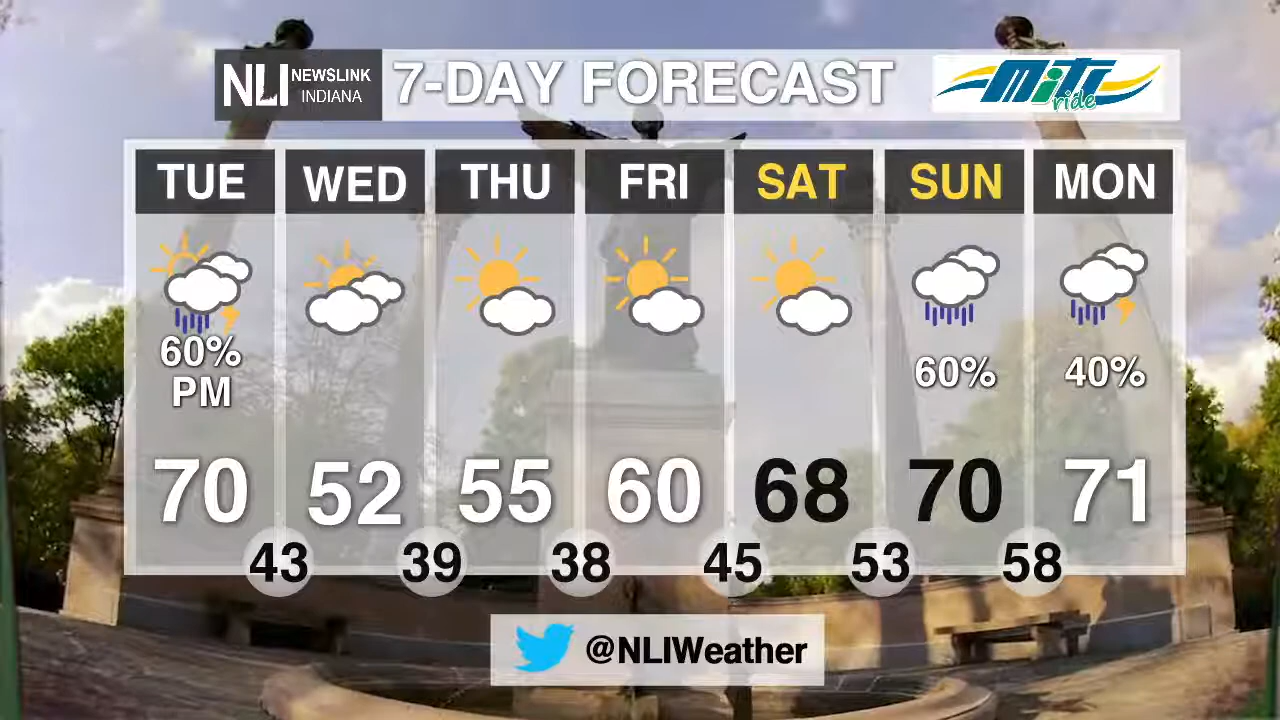 NLI NEWSLINK INDIANA
7-DAY FORECAST
MiTS ride
TUE WED THU FRI SAT SUN MON
60% PM
60%
40%
70 52 55 60 68 70 71
43 39 38 45 53 58
@NLIWeather